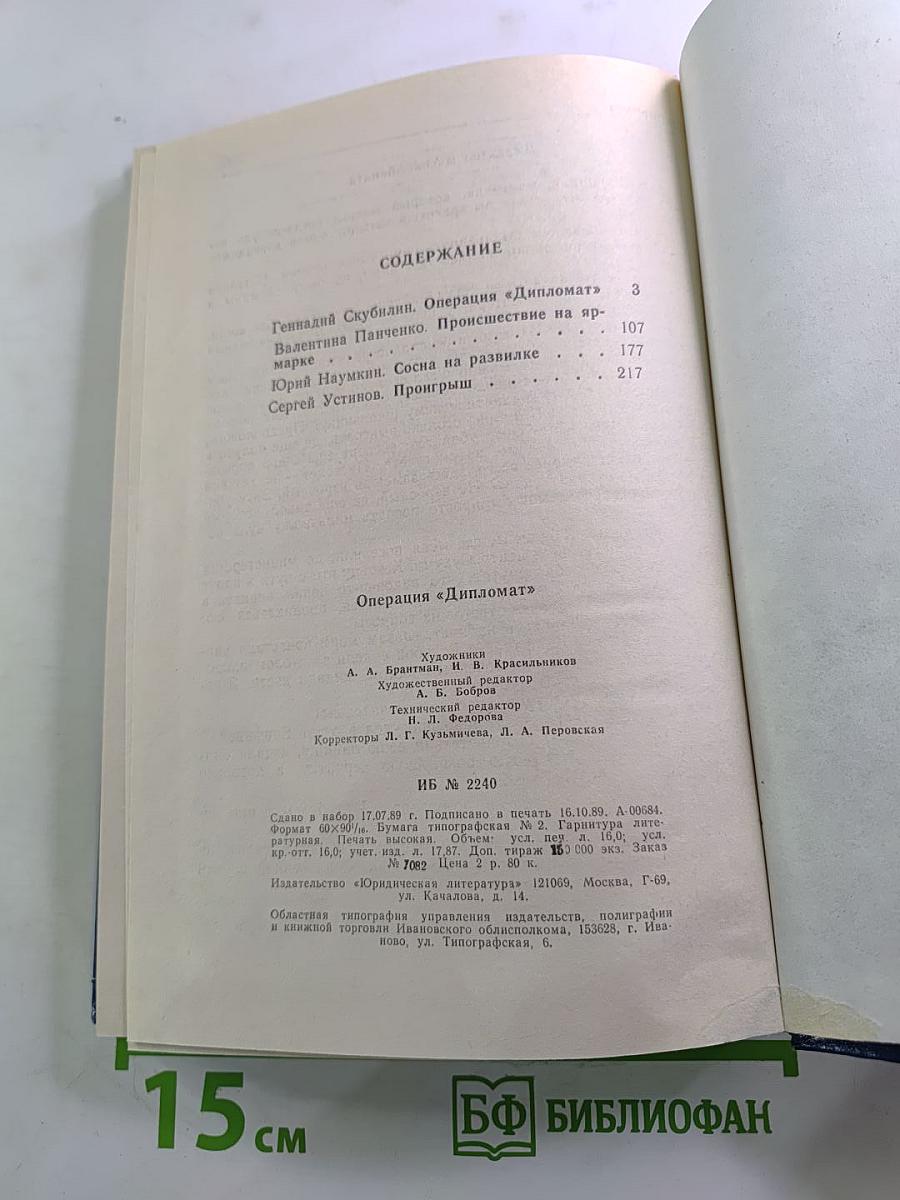 СОДЕРЖАНИЕ
Геннадий Скубилин. Операция «Дипломат» 3
Валентина Панченко. Происшествие на яр-
марке . . . . . . . . . . . . . 107
Юрий Наумкин. Сосна на развилке . . . 177
Сергей Устинов. Проигрыш . . . . . . 217
Операция «Дипломат»
Художники
А. А. Брантман, И. В. Красильников
Художественный редактор
А. Б. Бобров
Технический редактор
Н. Л. Федорова
Корректоры Л. Г. Кузьмичева, Л. А. Перовская
ИБ № 2240
Сдано в набор 17.07.89 г. Подписано в печать 16.10.89. А-00684.
Формат 60×90¹/₁₆. Бумага типографская № 2. Гарнитура лите-
ратурная. Печать высокая. Объем: усл. печ. л. 16,0; усл.
кр.-отт. 16,0; учет. изд. л. 17,87. Доп. тираж 150 000 экз. Заказ
№ 7082 Цена 2 р. 80 к.
Издательство «Юридическая литература» 121069, Москва, Г-69,
ул. Качалова, д. 14.
Областная типография управления издательств, полиграфии
и книжной торговли Ивановского облисполкома, 153628, г. Ива-
ново, ул. Типографская, 6.
15 см
БФ БИБЛИОФАН